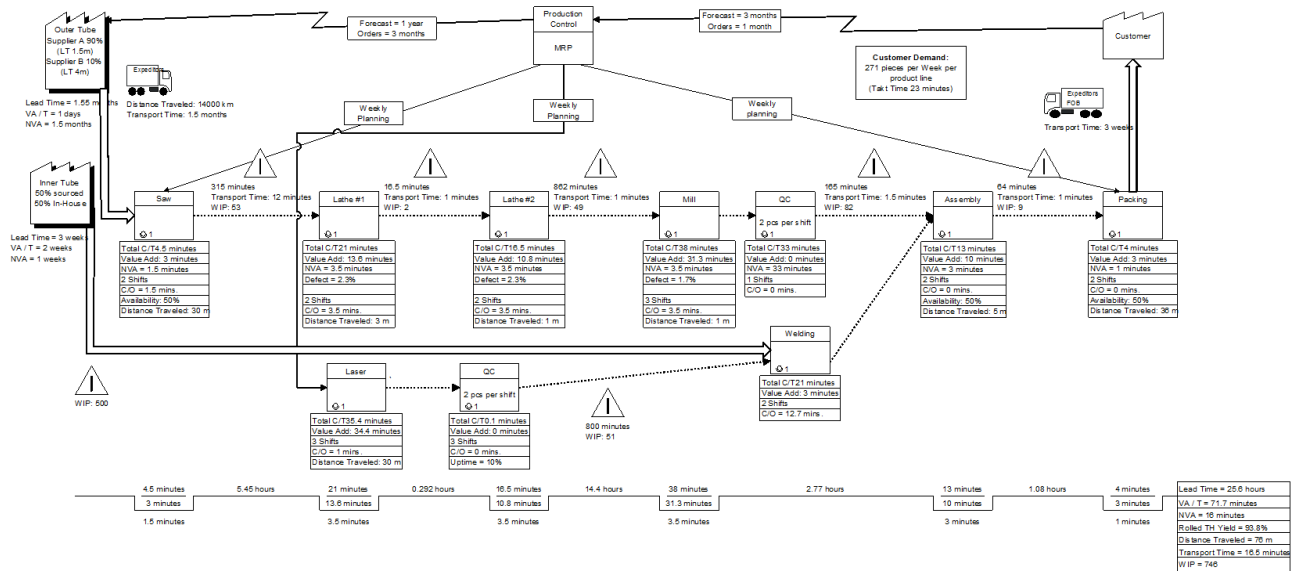 Outer Tube
Supplier A 90%
(LT 1.5m)
Supplier B 10%
(LT 4m)
Lead Time = 1.55 months
VA / T = 1 days
NVA = 1.5 months
Expeditors
Distance Traveled: 14000 km
Transport Time: 1.5 months
Forecast = 1 year
Orders = 3 months
Production
Control
MRP
Forecast = 3 months
Orders = 1 month
Customer
Customer Demand:
271 pieces per Week per
product line
(Takt Time 23 minutes)
Expeditors
FOB
Transport Time: 3 weeks
Weekly
Planning
Weekly
Planning
Weekly
planning
Inner Tube
50% sourced
50% In-House
Lead Time = 3 weeks
VA / T = 2 weeks
NVA = 1 weeks
I
WIP: 500
Saw
1
Total C/T4.5 minutes
Value Add: 3 minutes
NVA = 1.5 minutes
2 Shifts
C/O = 1.5 mins.
Availability: 50%
Distance Traveled: 30 m
I
315 minutes
Transport Time: 12 minutes
WIP: 53
Lathe #1
1
Total C/T21 minutes
Value Add: 13.6 minutes
NVA = 3.5 minutes
Defect = 2.3%
2 Shifts
C/O = 3.5 mins.
Distance Traveled: 3 m
I
16.5 minutes
Transport Time: 1 minutes
WIP: 2
Lathe #2
1
Total C/T16.5 minutes
Value Add: 10.8 minutes
NVA = 3.5 minutes
Defect = 2.3%
2 Shifts
C/O = 3.5 mins.
Distance Traveled: 1 m
I
862 minutes
Transport Time: 1 minutes
WIP: 49
Mill
1
Total C/T38 minutes
Value Add: 31.3 minutes
NVA = 3.5 minutes
Defect = 1.7%
3 Shifts
C/O = 3.5 mins.
Distance Traveled: 1 m
QC
2 pcs per shift
1
Total C/T33 minutes
Value Add: 0 minutes
NVA = 33 minutes
1 Shifts
C/O = 0 mins.
I
165 minutes
Transport Time: 1.5 minutes
WIP: 82
Assembly
1
Total C/T13 minutes
Value Add: 10 minutes
NVA = 3 minutes
2 Shifts
C/O = 0 mins.
Availability: 50%
Distance Traveled: 5 m
I
64 minutes
Transport Time: 1 minutes
WIP: 9
Packing
1
Total C/T4 minutes
Value Add: 3 minutes
NVA = 1 minutes
2 Shifts
C/O = 0 mins.
Availability: 50%
Distance Traveled: 36 m
Laser
1
Total C/T35.4 minutes
Value Add: 34.4 minutes
3 Shifts
C/O = 1 mins.
Distance Traveled: 30 m
QC
2 pcs per shift
1
Total C/T0.1 minutes
Value Add: 0 minutes
3 Shifts
C/O = 0 mins.
Uptime = 10%
I
800 minutes
WIP: 51
Welding
1
Total C/T21 minutes
Value Add: 3 minutes
2 Shifts
C/O = 12.7 mins.
4.5 minutes 5.45 hours 21 minutes 0.292 hours 16.5 minutes 14.4 hours 38 minutes 2.77 hours 13 minutes 1.08 hours 4 minutes
3 minutes 13.6 minutes 10.8 minutes 31.3 minutes 10 minutes 3 minutes
1.5 minutes 3.5 minutes 3.5 minutes 3.5 minutes 3 minutes 1 minutes
Lead Time = 25.6 hours
VA / T = 71.7 minutes
NVA = 16 minutes
Rolled TH Yield = 93.8%
Distance Traveled = 76 m
Transport Time = 16.5 minutes
WIP = 746